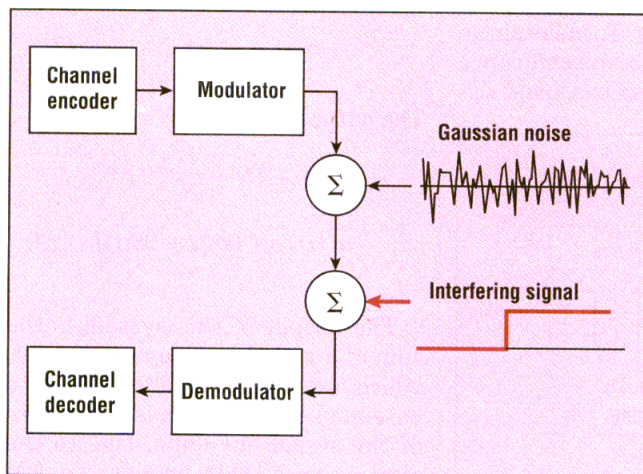 Channel
encoder
Modulator
Gaussian noise
Σ
Σ
Interfering signal
Channel
decoder
Demodulator